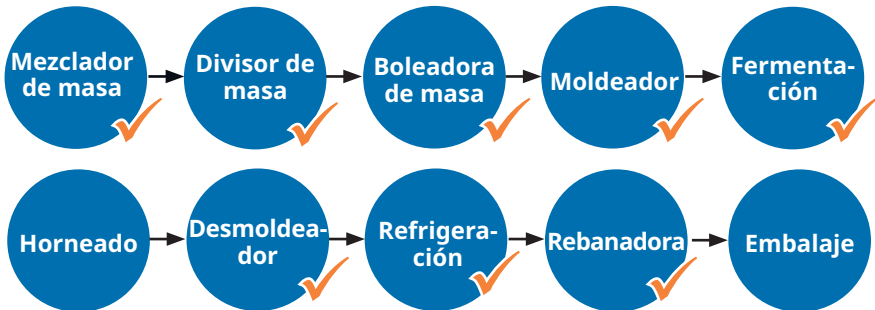 Mezclador
de masa
Divisor de
masa
Boleadora
de masa
Moldeador
Fermenta-
ción
Horneado
Desmoldea-
dor
Refrigera-
ción
Rebanadora
Embalaje